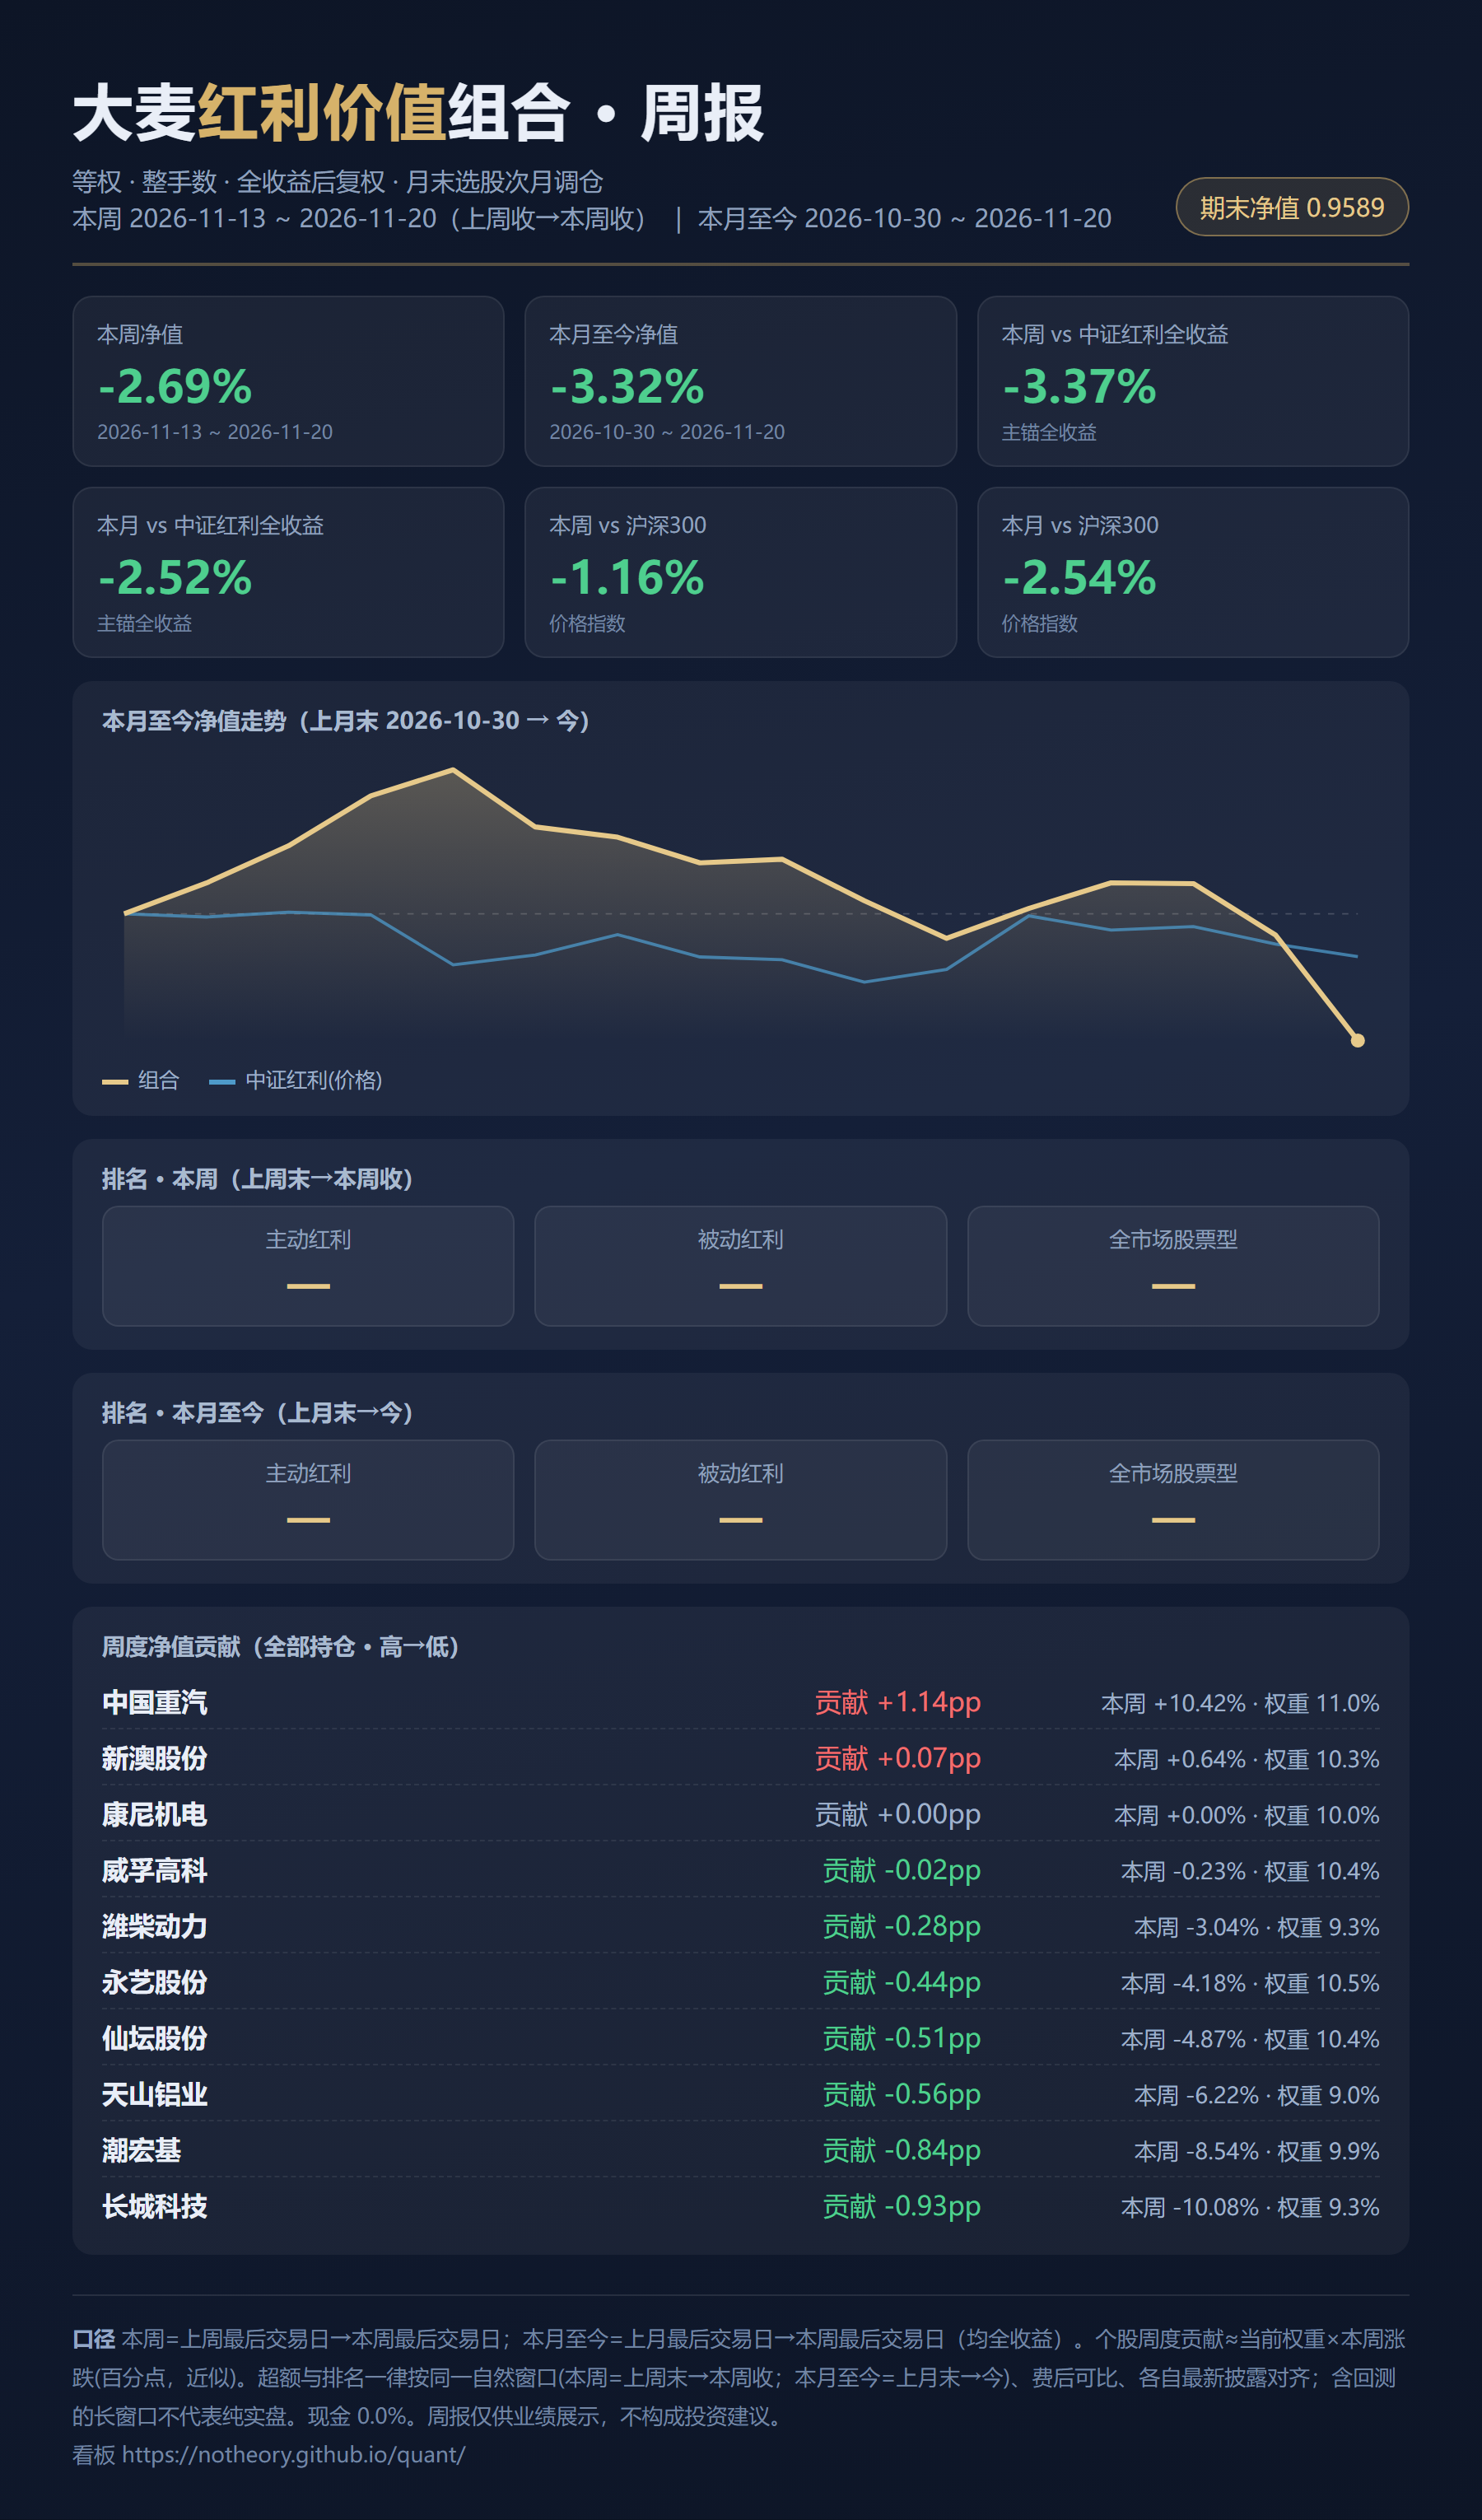 大麦红利价值组合 · 周报
等权 · 整手数 · 全收益后复权 · 月末选股次月调仓
本周 2026-11-13 ~ 2026-11-20（上周收→本周收） ｜ 本月至今 2026-10-30 ~ 2026-11-20
期末净值 0.9589
本周净值
-2.69%
2026-11-13 ~ 2026-11-20
本月至今净值
-3.32%
2026-10-30 ~ 2026-11-20
本周 vs 中证红利全收益
-3.37%
主锚全收益
本月 vs 中证红利全收益
-2.52%
主锚全收益
本周 vs 沪深300
-1.16%
价格指数
本月 vs 沪深300
-2.54%
价格指数
本月至今净值走势（上月末 2026-10-30 → 今）
组合
中证红利(价格)
排名 · 本周（上周末→本周收）
主动红利
—
被动红利
—
全市场股票型
—
排名 · 本月至今（上月末→今）
主动红利
—
被动红利
—
全市场股票型
—
周度净值贡献（全部持仓 · 高→低）
中国重汽 贡献 +1.14pp 本周 +10.42% · 权重 11.0%
新澳股份 贡献 +0.07pp 本周 +0.64% · 权重 10.3%
康尼机电 贡献 +0.00pp 本周 +0.00% · 权重 10.0%
威孚高科 贡献 -0.02pp 本周 -0.23% · 权重 10.4%
潍柴动力 贡献 -0.28pp 本周 -3.04% · 权重 9.3%
永艺股份 贡献 -0.44pp 本周 -4.18% · 权重 10.5%
仙坛股份 贡献 -0.51pp 本周 -4.87% · 权重 10.4%
天山铝业 贡献 -0.56pp 本周 -6.22% · 权重 9.0%
潮宏基 贡献 -0.84pp 本周 -8.54% · 权重 9.9%
长城科技 贡献 -0.93pp 本周 -10.08% · 权重 9.3%
口径 本周=上周最后交易日→本周最后交易日；本月至今=上月最后交易日→本周最后交易日（均全收益）。个股周度贡献≈当前权重×本周涨
跌(百分点，近似)。超额与排名一律按同一自然窗口(本周=上周末→本周收；本月至今=上月末→今)、费后可比、各自最新披露对齐；含回测
的长窗口不代表纯实盘。现金 0.0%。周报仅供业绩展示，不构成投资建议。
看板 https://notheory.github.io/quant/